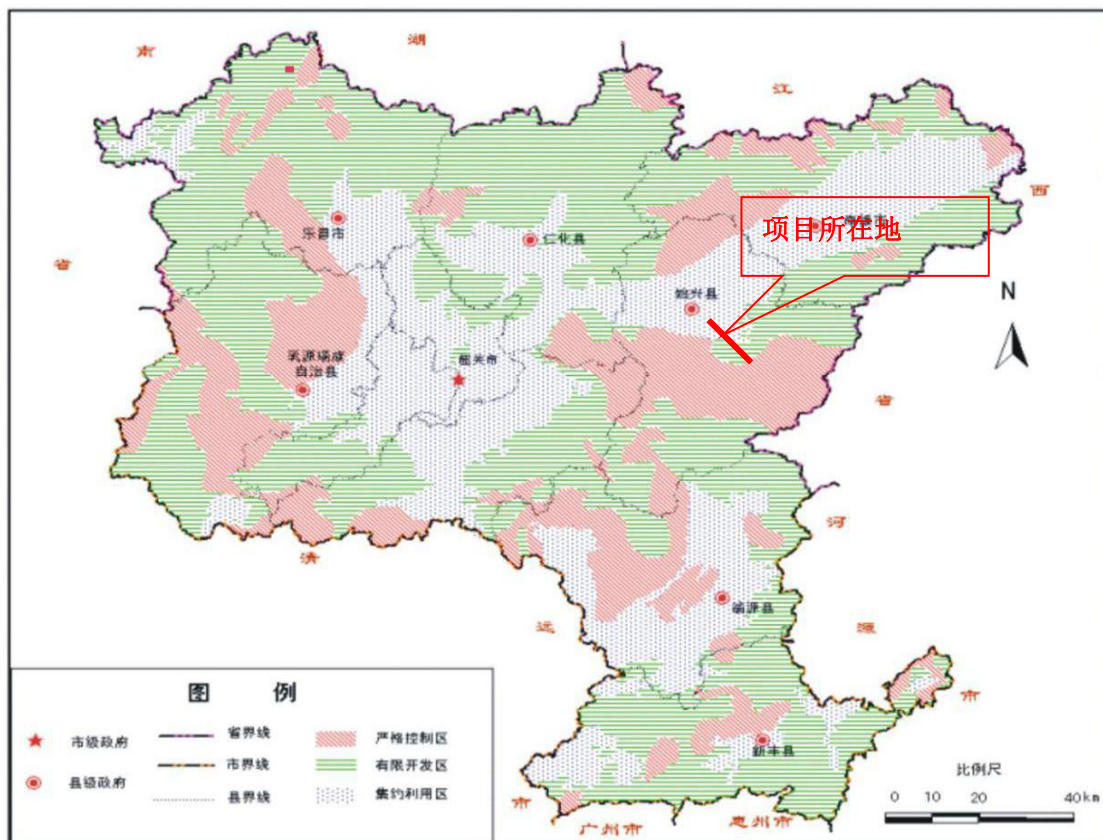 湖
南
江
西
省
省
乐昌市
仁化县
项目所在地
始兴县
N
乳源瑶族
自治县
韶关市
清
远
市
河
源
市
翁源县
新丰县
广州市
惠州市
图 例
市级政府
县级政府
省界线
市界线
县界线
严格控制区
有限开发区
集约利用区
比例尺
0 10 20 40km